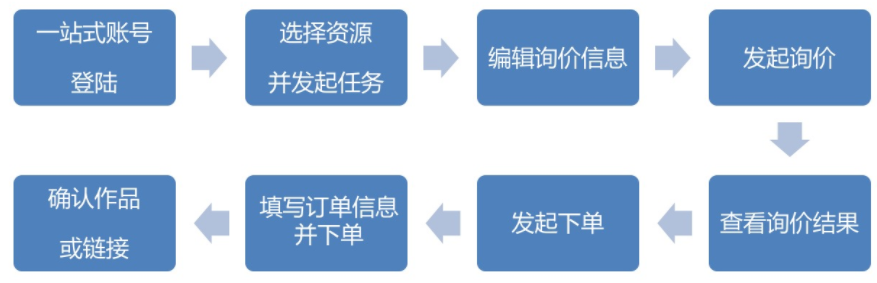 一站式账号
登陆
选择资源
并发起任务
编辑询价信息
发起询价
查看询价结果
发起下单
填写订单信息
并下单
确认作品
或链接